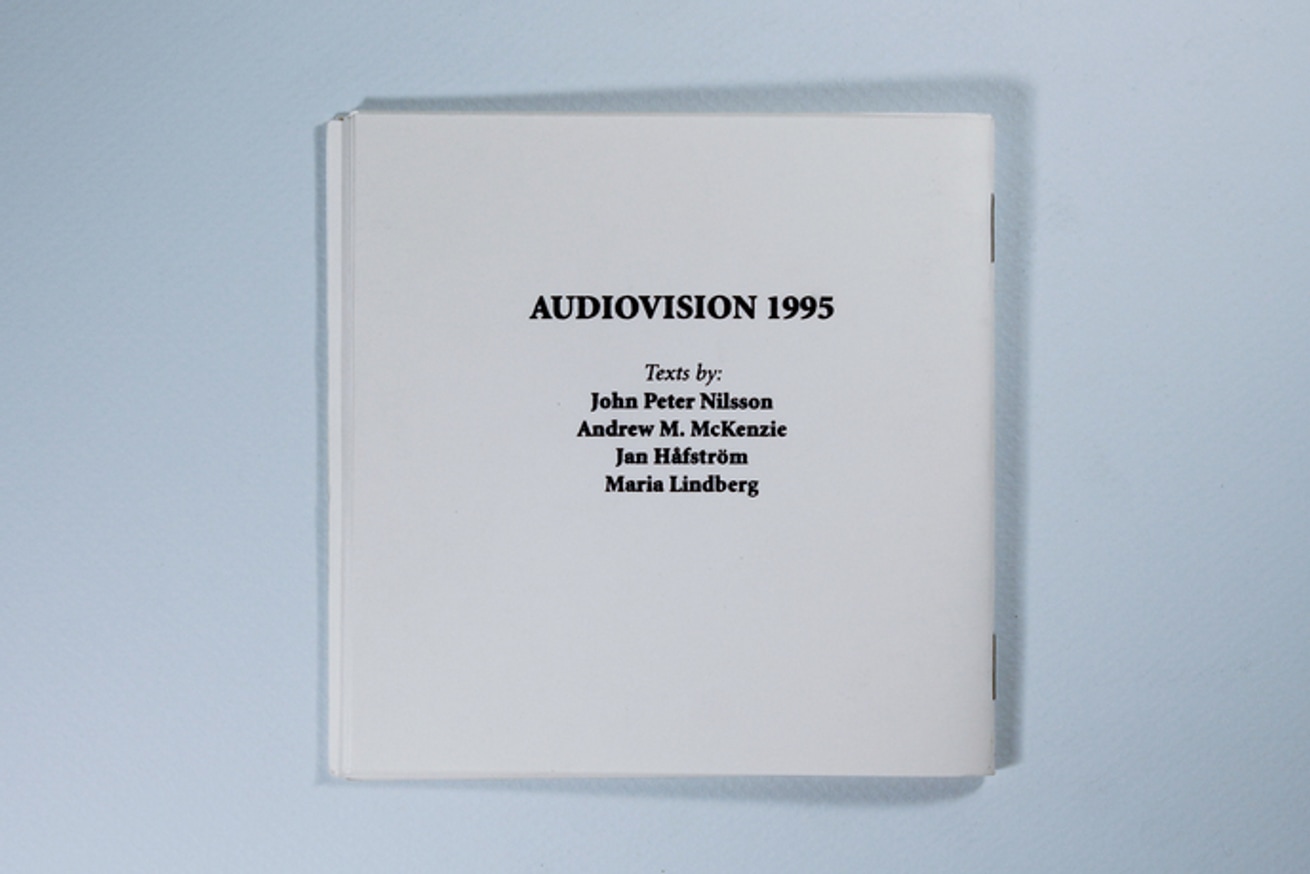 AUDIOVISION 1995
Texts by:
John Peter Nilsson
Andrew M. McKenzie
Jan Håfström
Maria Lindberg